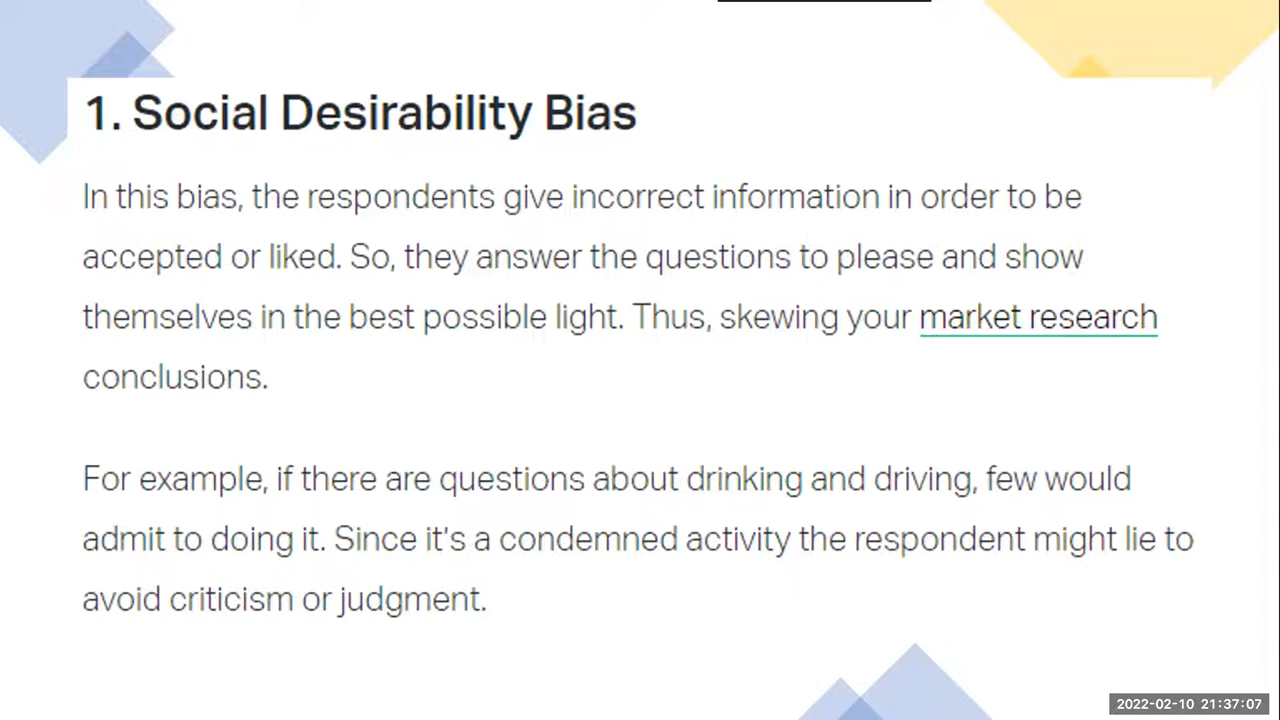 1. Social Desirability Bias
In this bias, the respondents give incorrect information in order to be
accepted or liked. So, they answer the questions to please and show
themselves in the best possible light. Thus, skewing your market research
conclusions.
For example, if there are questions about drinking and driving, few would
admit to doing it. Since it's a condemned activity the respondent might lie to
avoid criticism or judgment.
2022-02-10 21:37:07